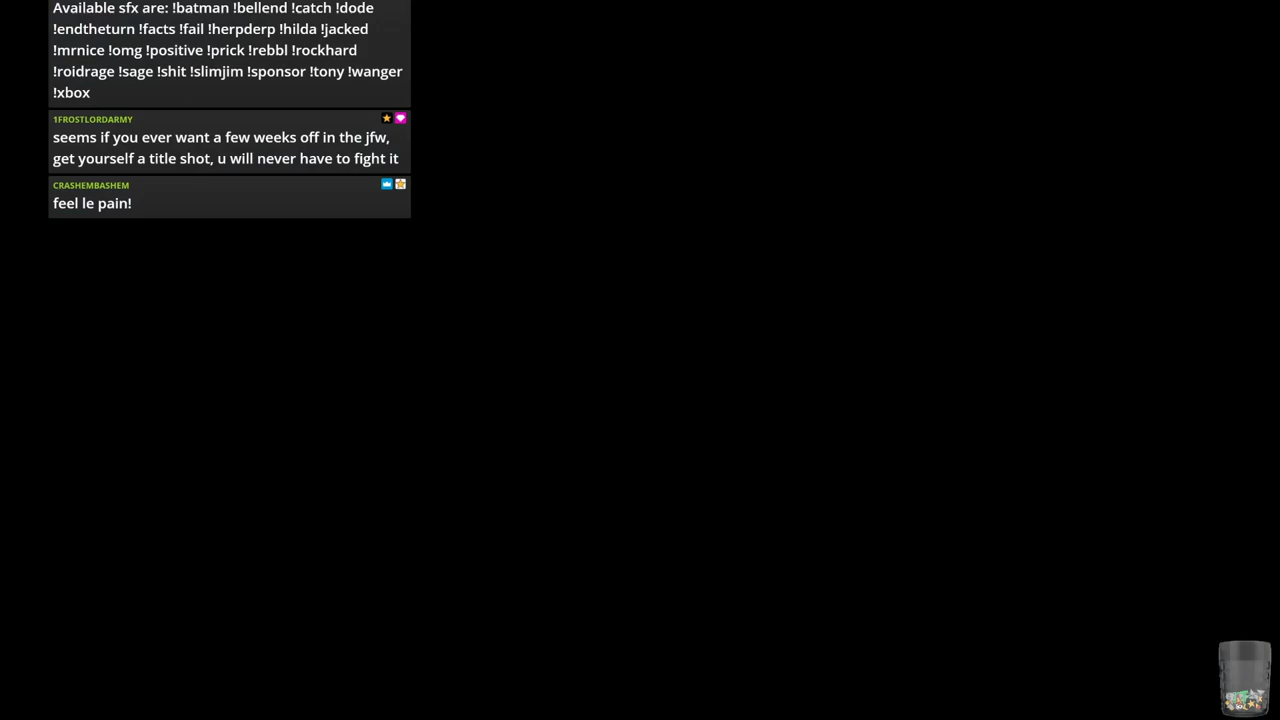 Available sfx are: !batman !bellend !catch !dode
!endtheturn !facts !fail !herpderp !hilda !jacked
!mrnice !omg !positive !prick !rebbl !rockhard
!roidrage !sage !shit !slimjim !sponsor !tony !wanger
!xbox
1FROSTLORDARMY
seems if you ever want a few weeks off in the jfw,
get yourself a title shot, u will never have to fight it
CRASHEMBASHEM
feel le pain!